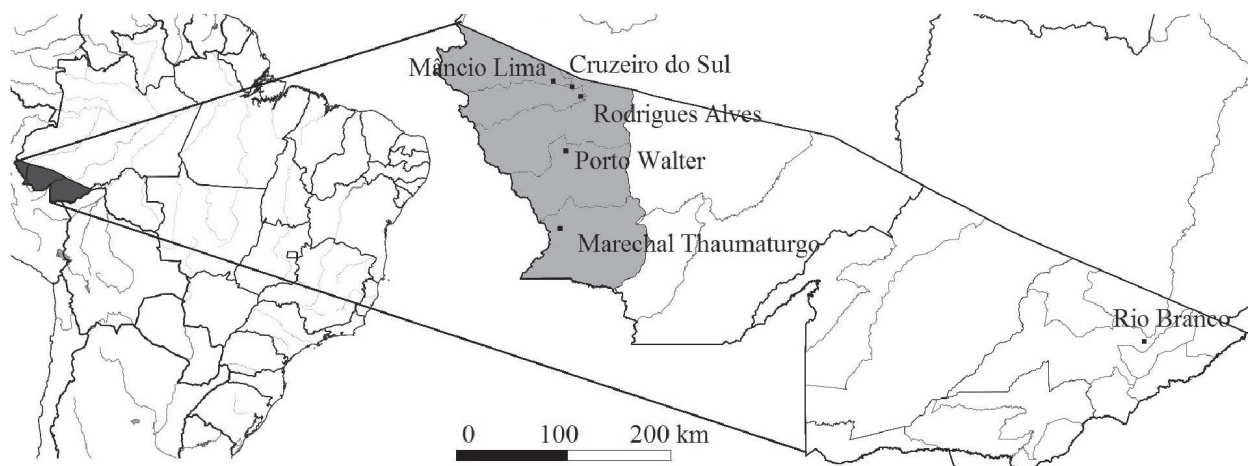 Mâncio Lima
Cruzeiro do Sul
Rodrigues Alves
Porto Walter
Marechal Thaumaturgo
Rio Branco
0 100 200 km